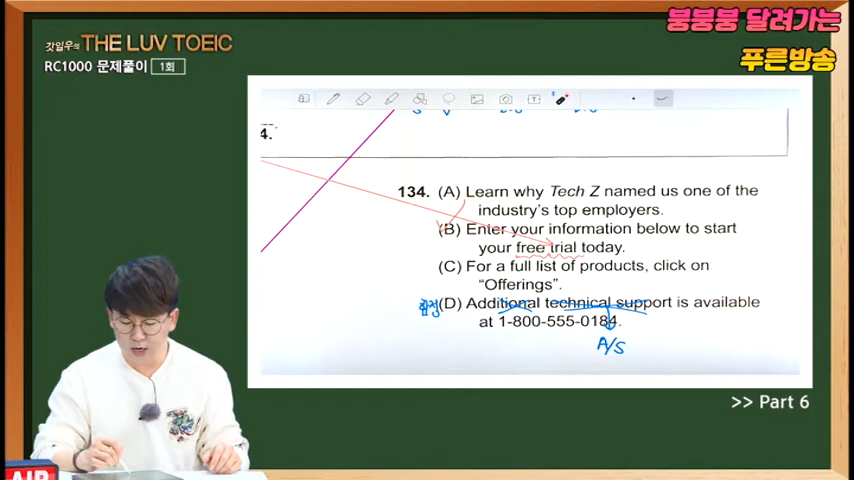 붕붕붕 달려가는
푸른방송
갓일우의 THE LUV TOEIC
RC1000 문제풀이 1회
4.
134. (A) Learn why Tech Z named us one of the
industry's top employers.
(B) Enter your information below to start
your free trial today.
(C) For a full list of products, click on
"Offerings".
함정 (D) Additional technical support is available
at 1-800-555-0184.
A/S
>> Part 6
AIR